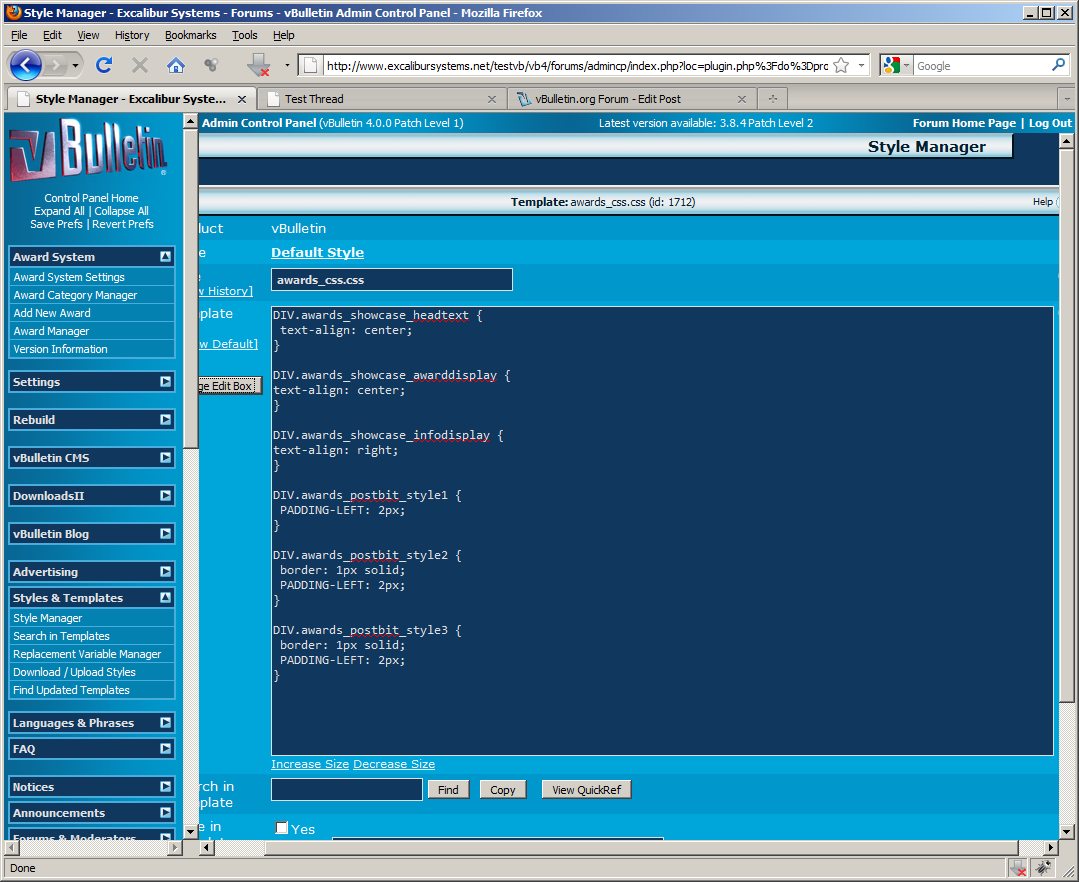 Style Manager - Excalibur Systems - Forums - vBulletin Admin Control Panel - Mozilla Firefox
File Edit View History Bookmarks Tools Help
http://www.excalibursystems.net/testvb/vb4/forums/admincp/index.php?loc=plugin.php%3Fdo%3Dpro
Google
Style Manager - Excalibur Syste...
Test Thread
vBulletin.org Forum - Edit Post
vBulletin
Control Panel Home
Expand All | Collapse All
Save Prefs | Revert Prefs
Award System
Award System Settings
Award Category Manager
Add New Award
Award Manager
Version Information
Settings
Rebuild
vBulletin CMS
DownloadsII
vBulletin Blog
Advertising
Styles & Templates
Style Manager
Search in Templates
Replacement Variable Manager
Download / Upload Styles
Find Updated Templates
Languages & Phrases
FAQ
Notices
Announcements
Forums & Moderators
Admin Control Panel (vBulletin 4.0.0 Patch Level 1)
Latest version available: 3.8.4 Patch Level 2
Forum Home Page | Log Out
Style Manager
Template: awards_css.css (id: 1712)
Help
luct
vBulletin
e
Default Style
e
w History]
awards_css.css
mplate
w Default]
ge Edit Box
DIV.awards_showcase_headtext {
text-align: center;
}
DIV.awards_showcase_awarddisplay {
text-align: center;
}
DIV.awards_showcase_infodisplay {
text-align: right;
}
DIV.awards_postbit_style1 {
PADDING-LEFT: 2px;
}
DIV.awards_postbit_style2 {
border: 1px solid;
PADDING-LEFT: 2px;
}
DIV.awards_postbit_style3 {
border: 1px solid;
PADDING-LEFT: 2px;
}
Increase Size Decrease Size
rch in
plate
Find Copy View QuickRef
e in
Yes
Done